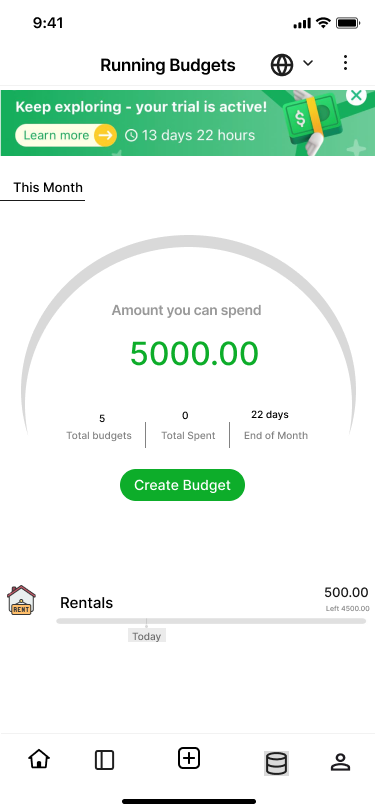 9:41
Running Budgets
Keep exploring - your trial is active!
Learn more
13 days 22 hours
This Month
Amount you can spend
5000.00
5
0
22 days
Total budgets
Total Spent
End of Month
Create Budget
RENT
Rentals
500.00
Left 4500.00
Today